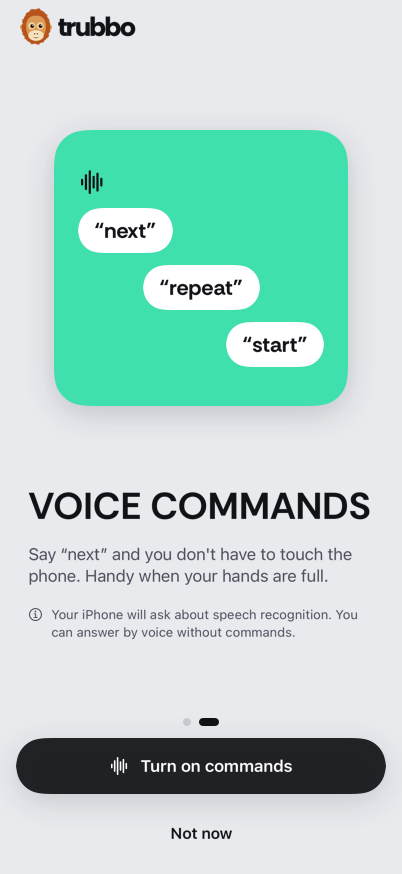 trubbo
“next”
“repeat”
“start”
VOICE COMMANDS
Say “next” and you don't have to touch the
phone. Handy when your hands are full.
Your iPhone will ask about speech recognition. You
can answer by voice without commands.
Turn on commands
Not now